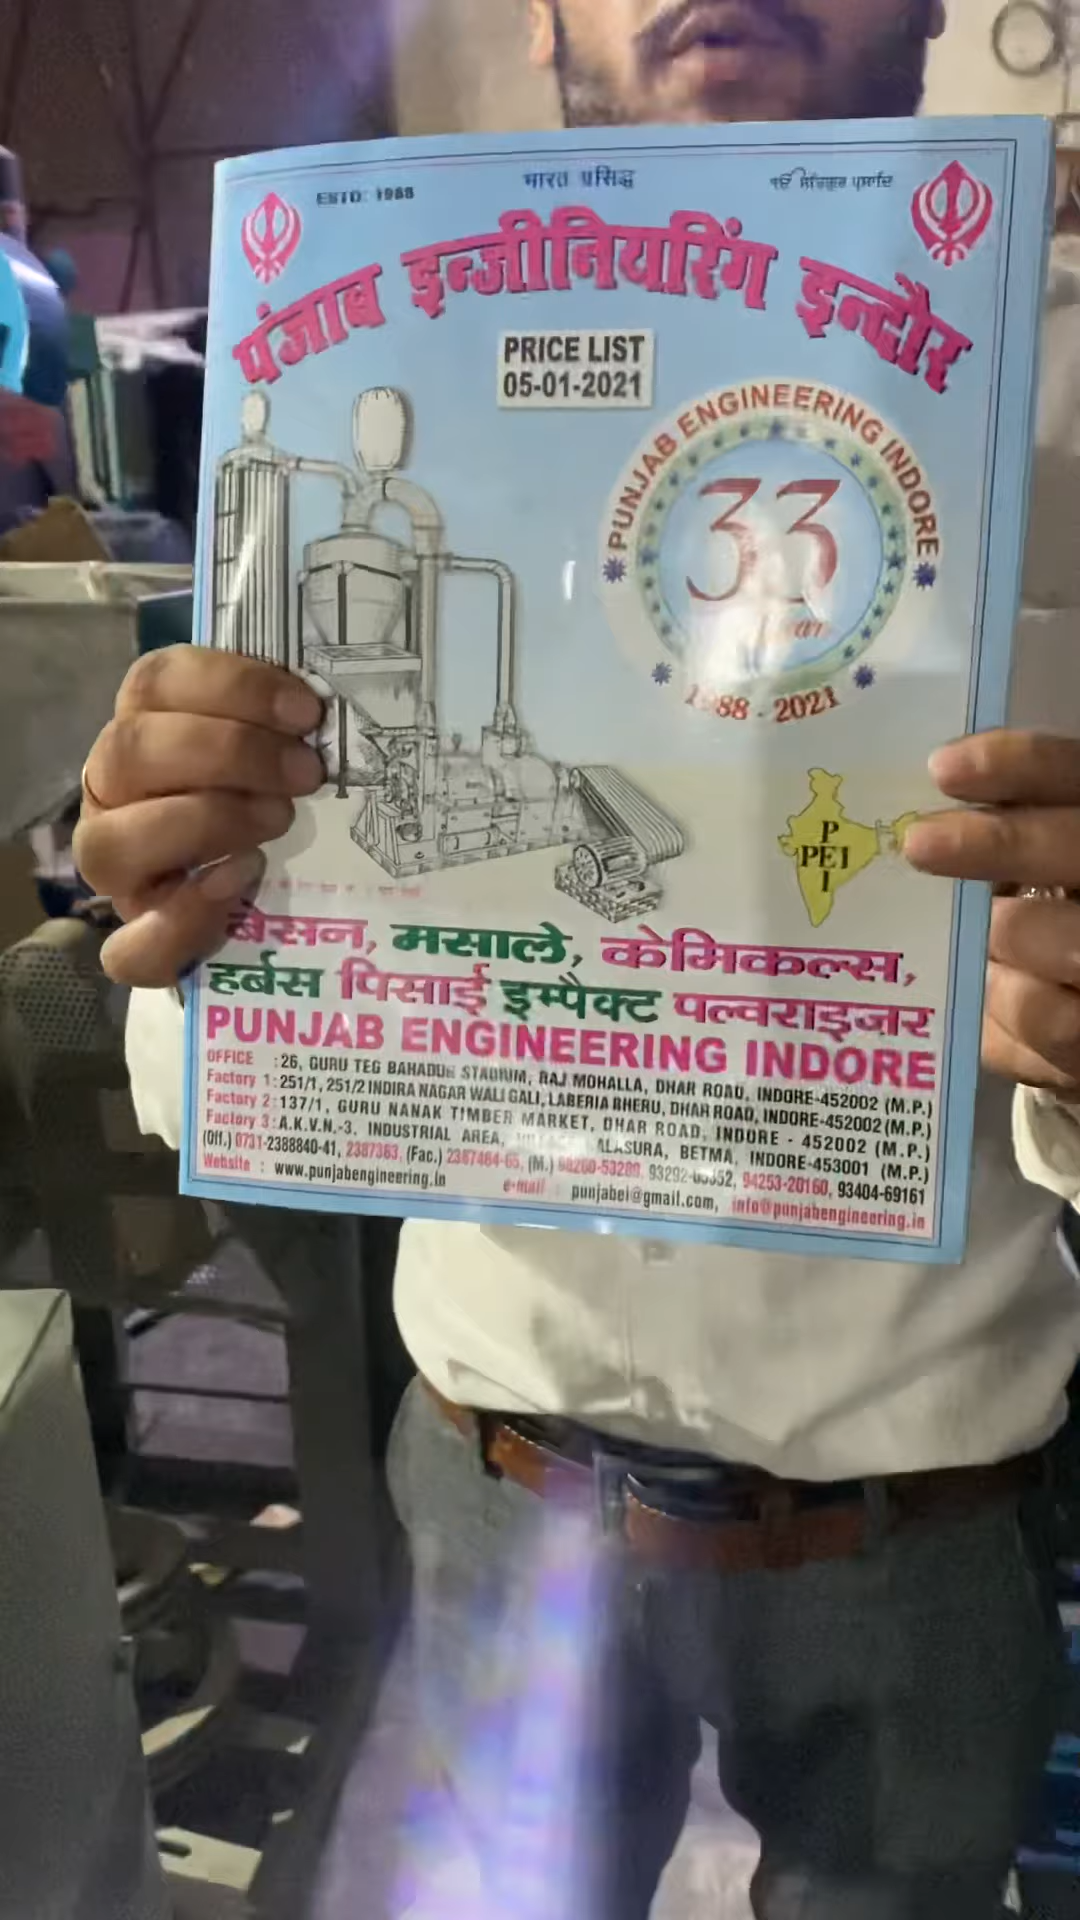 ESTD: 1988
भारत प्रसिद्ध
ੴ ਸਤਿਗੁਰ ਪ੍ਰਸਾਦਿ
पंजाब इन्जीनियरिंग इन्दौर
PRICE LIST
05-01-2021
PUNJAB ENGINEERING INDORE
33
1988 - 2021
P
PEI
I
बेसन, मसाले, केमिकल्स,
हर्बस पिसाई इम्पैक्ट पल्वराइजर
PUNJAB ENGINEERING INDORE
OFFICE : 26, GURU TEG BAHADUR STADIUM, RAJ MOHALLA, DHAR ROAD, INDORE-452002 (M.P.)
Factory 1 : 251/1, 251/2 INDIRA NAGAR WALI GALI, LABERIA BHERU, DHAR ROAD, INDORE-452002 (M.P.)
Factory 2 : 137/1, GURU NANAK TIMBER MARKET, DHAR ROAD, INDORE - 452002 (M.P.)
Factory 3 : A.K.V.N.-3, INDUSTRIAL AREA, ALASURA, BETMA, INDORE-453001 (M.P.)
(Off.) 0731-2388840-41, 2387383, (Fac.) 2387484-65, (M.) 93292-, 94253-20160, 93404-69161
Website : www.punjabengineering.in e-mail : punjabei@gmail.com, info@punjabengineering.in